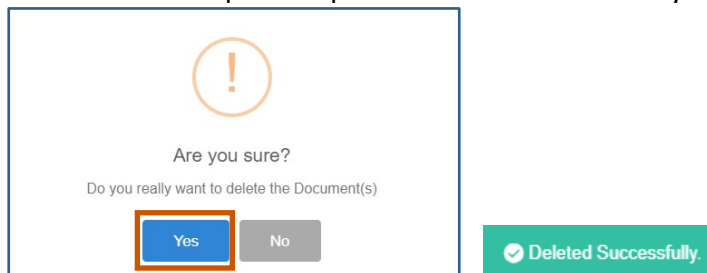 !
Are you sure?
Do you really want to delete the Document(s)
Yes No
Deleted Successfully.